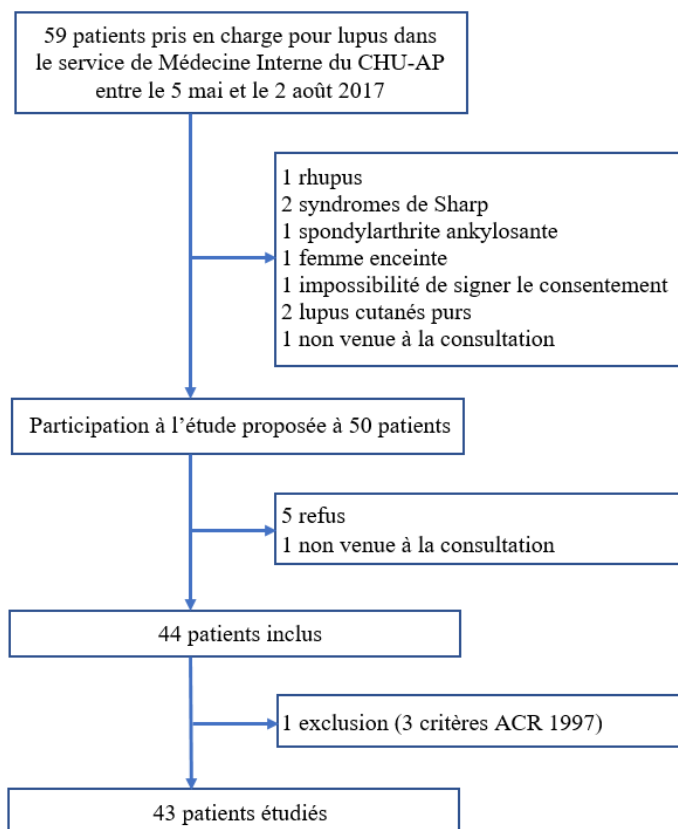 59 patients pris en charge pour lupus dans
le service de Médecine Interne du CHU-AP
entre le 5 mai et le 2 août 2017
1 rhupus
2 syndromes de Sharp
1 spondylarthrite ankylosante
1 femme enceinte
1 impossibilité de signer le consentement
2 lupus cutanés purs
1 non venue à la consultation
Participation à l’étude proposée à 50 patients
5 refus
1 non venue à la consultation
44 patients inclus
1 exclusion (3 critères ACR 1997)
43 patients étudiés